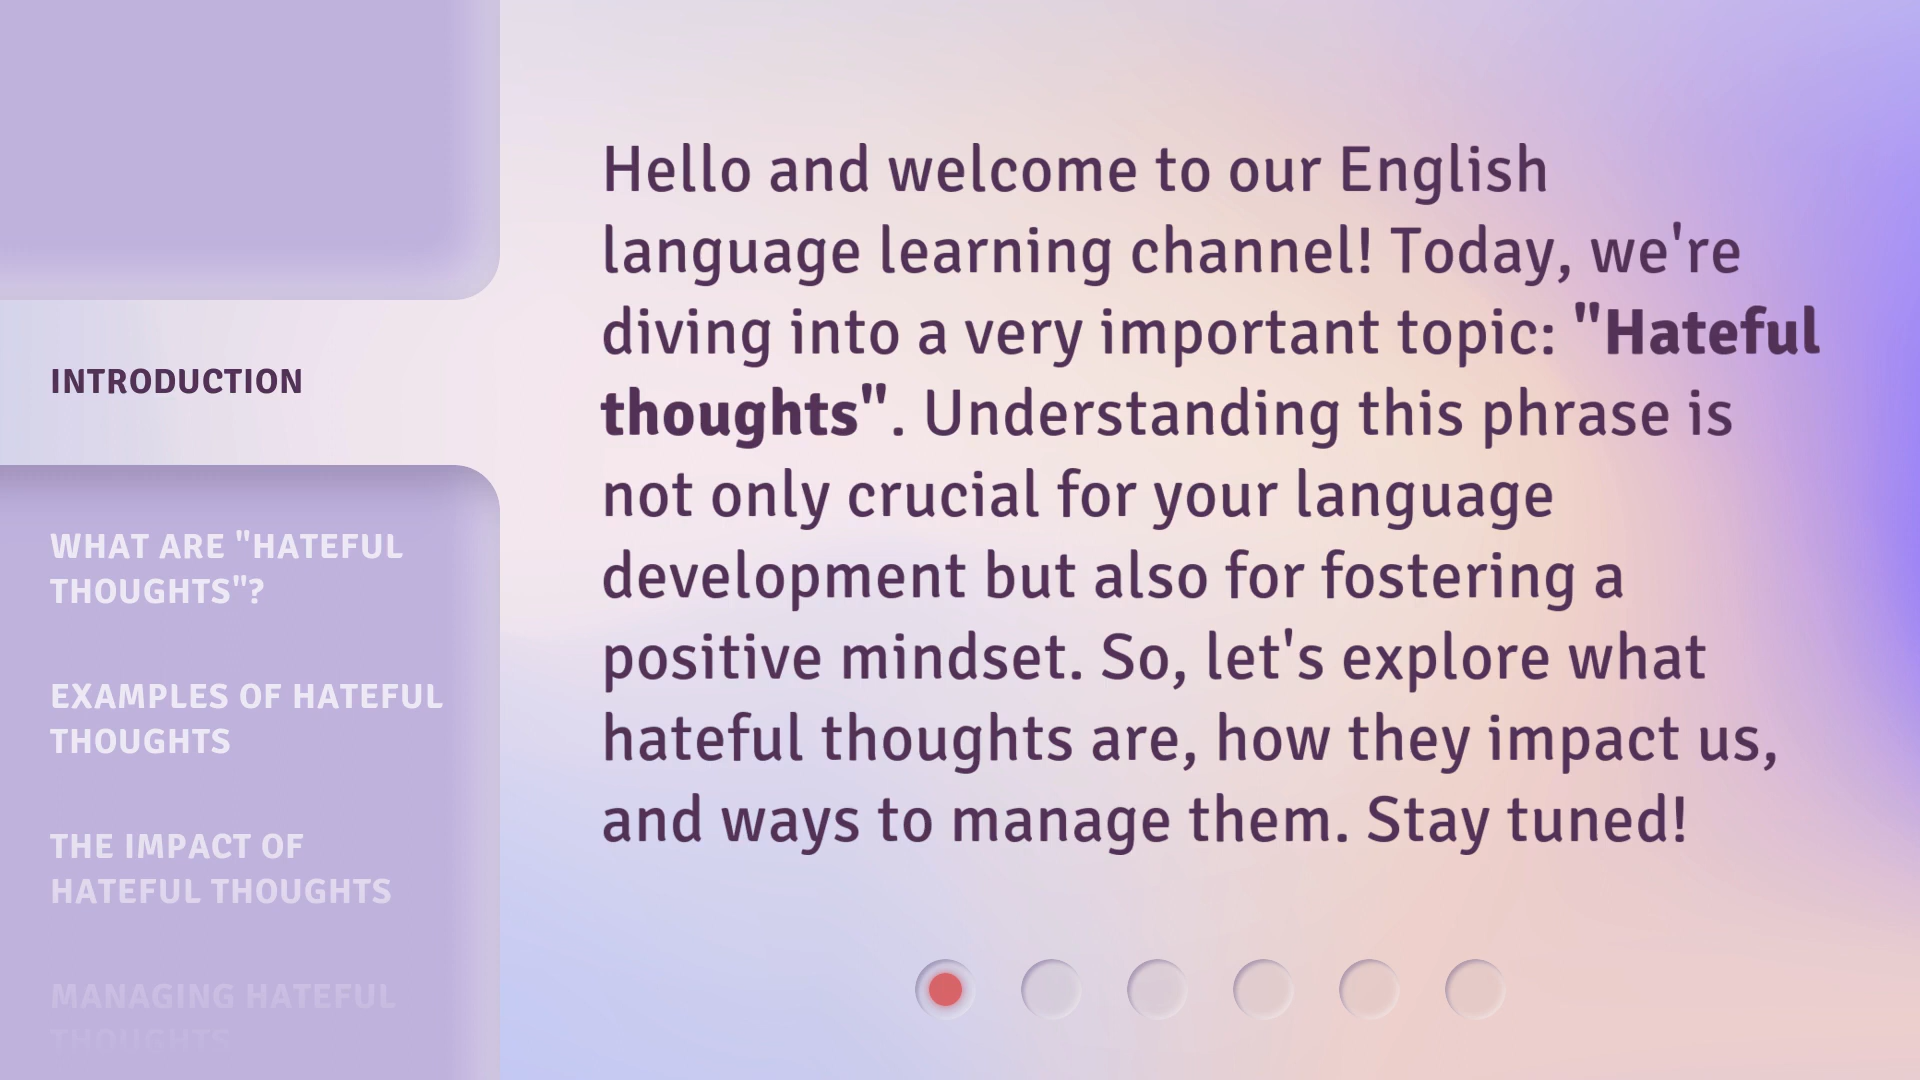 INTRODUCTION
WHAT ARE "HATEFUL
THOUGHTS"?
EXAMPLES OF HATEFUL
THOUGHTS
THE IMPACT OF
HATEFUL THOUGHTS
MANAGING HATEFUL
THOUGHTS
Hello and welcome to our English
language learning channel! Today, we're
diving into a very important topic: "Hateful
thoughts". Understanding this phrase is
not only crucial for your language
development but also for fostering a
positive mindset. So, let's explore what
hateful thoughts are, how they impact us,
and ways to manage them. Stay tuned!